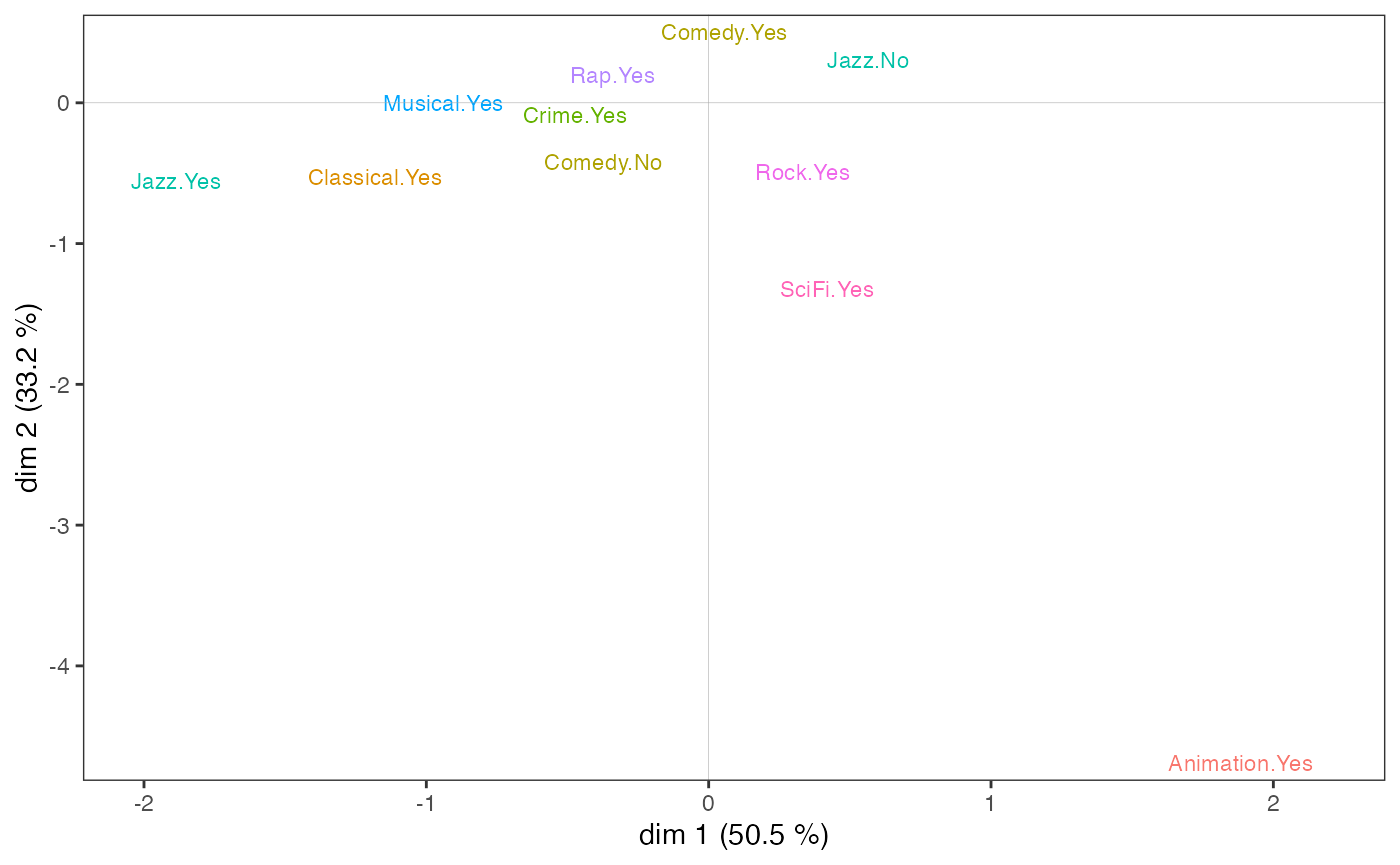 Comedy.Yes
Jazz.No
Rap.Yes
Musical.Yes
Crime.Yes
Comedy.No
Rock.Yes
Jazz.Yes
Classical.Yes
SciFi.Yes
Animation.Yes
0
-1
-2
-3
-4
dim 2 (33.2 %)
-2 -1 0 1 2
dim 1 (50.5 %)